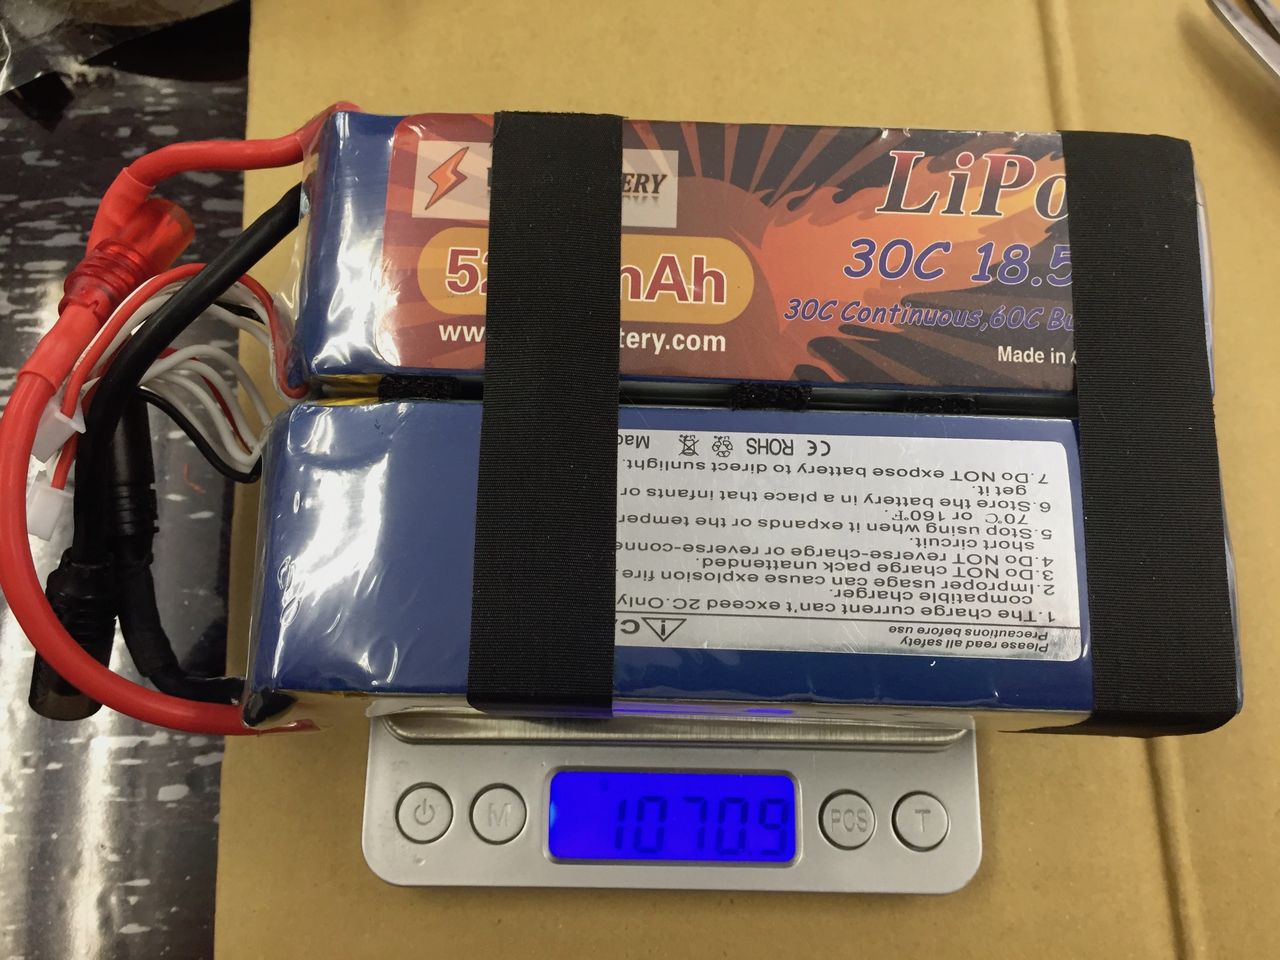 ERY
LiPo
30C 18.5
mAh
30C Continuous,60C Bu
ww
tery.com
Made in
Please read all safety
Precautions before use
1.The charge current can't exceed 2C.Only
compatible charger.
2.Improper usage can cause explosion fire.
3.Do NOT charge pack unattended.
4.Do NOT reverse-charge or reverse-conne
short circuit.
5.Stop using when it expands or the temper
70°C or 160°F.
6.Store the battery in a place that infants or
get it.
7.Do NOT expose battery to direct sunlight.
CE ROHS Mad
M
1070.9
PCS
T